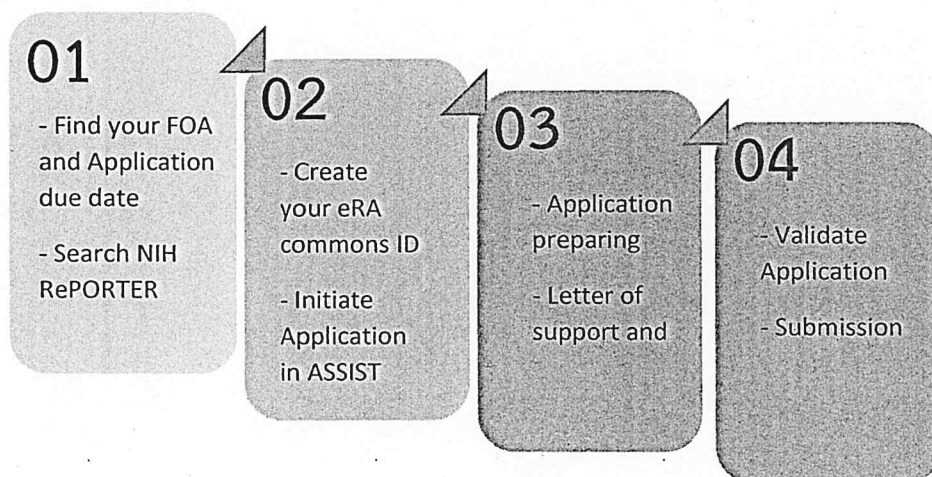 01
- Find your FOA
and Application
due date
- Search NIH
RePORTER
02
- Create
your eRA
commons ID
- Initiate
Application
in ASSIST
03
- Application
preparing
- Letter of
support and
04
- Validate
Application
- Submission